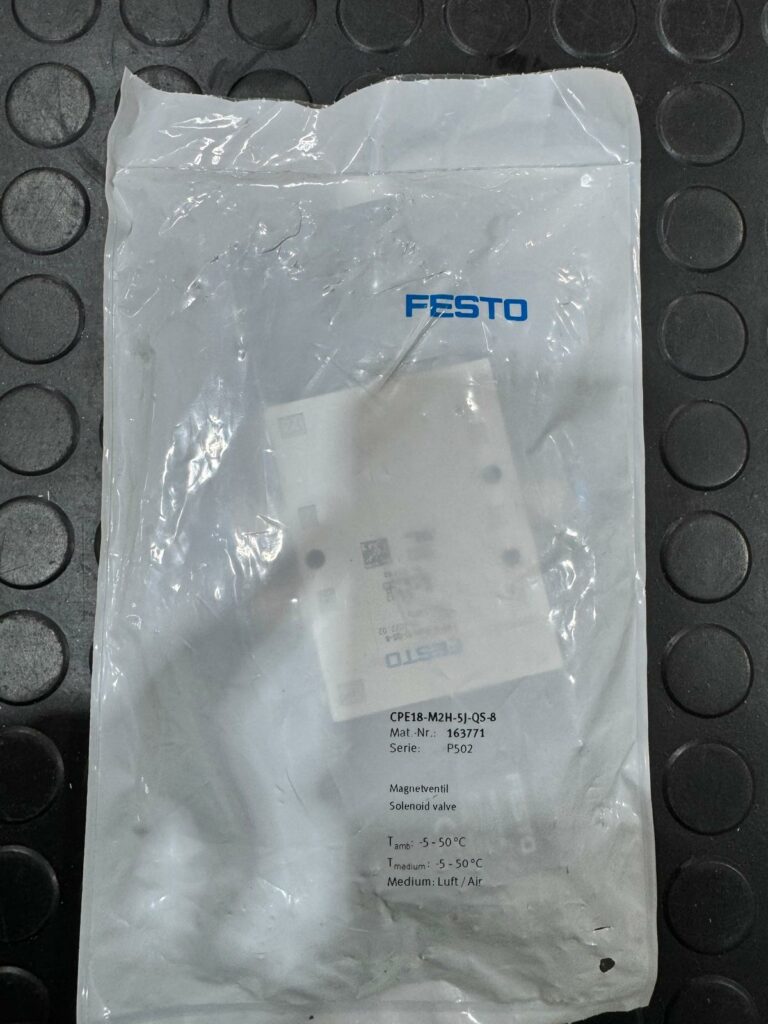 FESTO
FESTO
CPE18-M2H-5J-QS-8
Mat.-Nr.: 163771
Serie: P502
Magnetventil
Solenoid valve
Tamb: -5 - 50 °C
Tmedium: -5 - 50 °C
Medium: Luft / Air